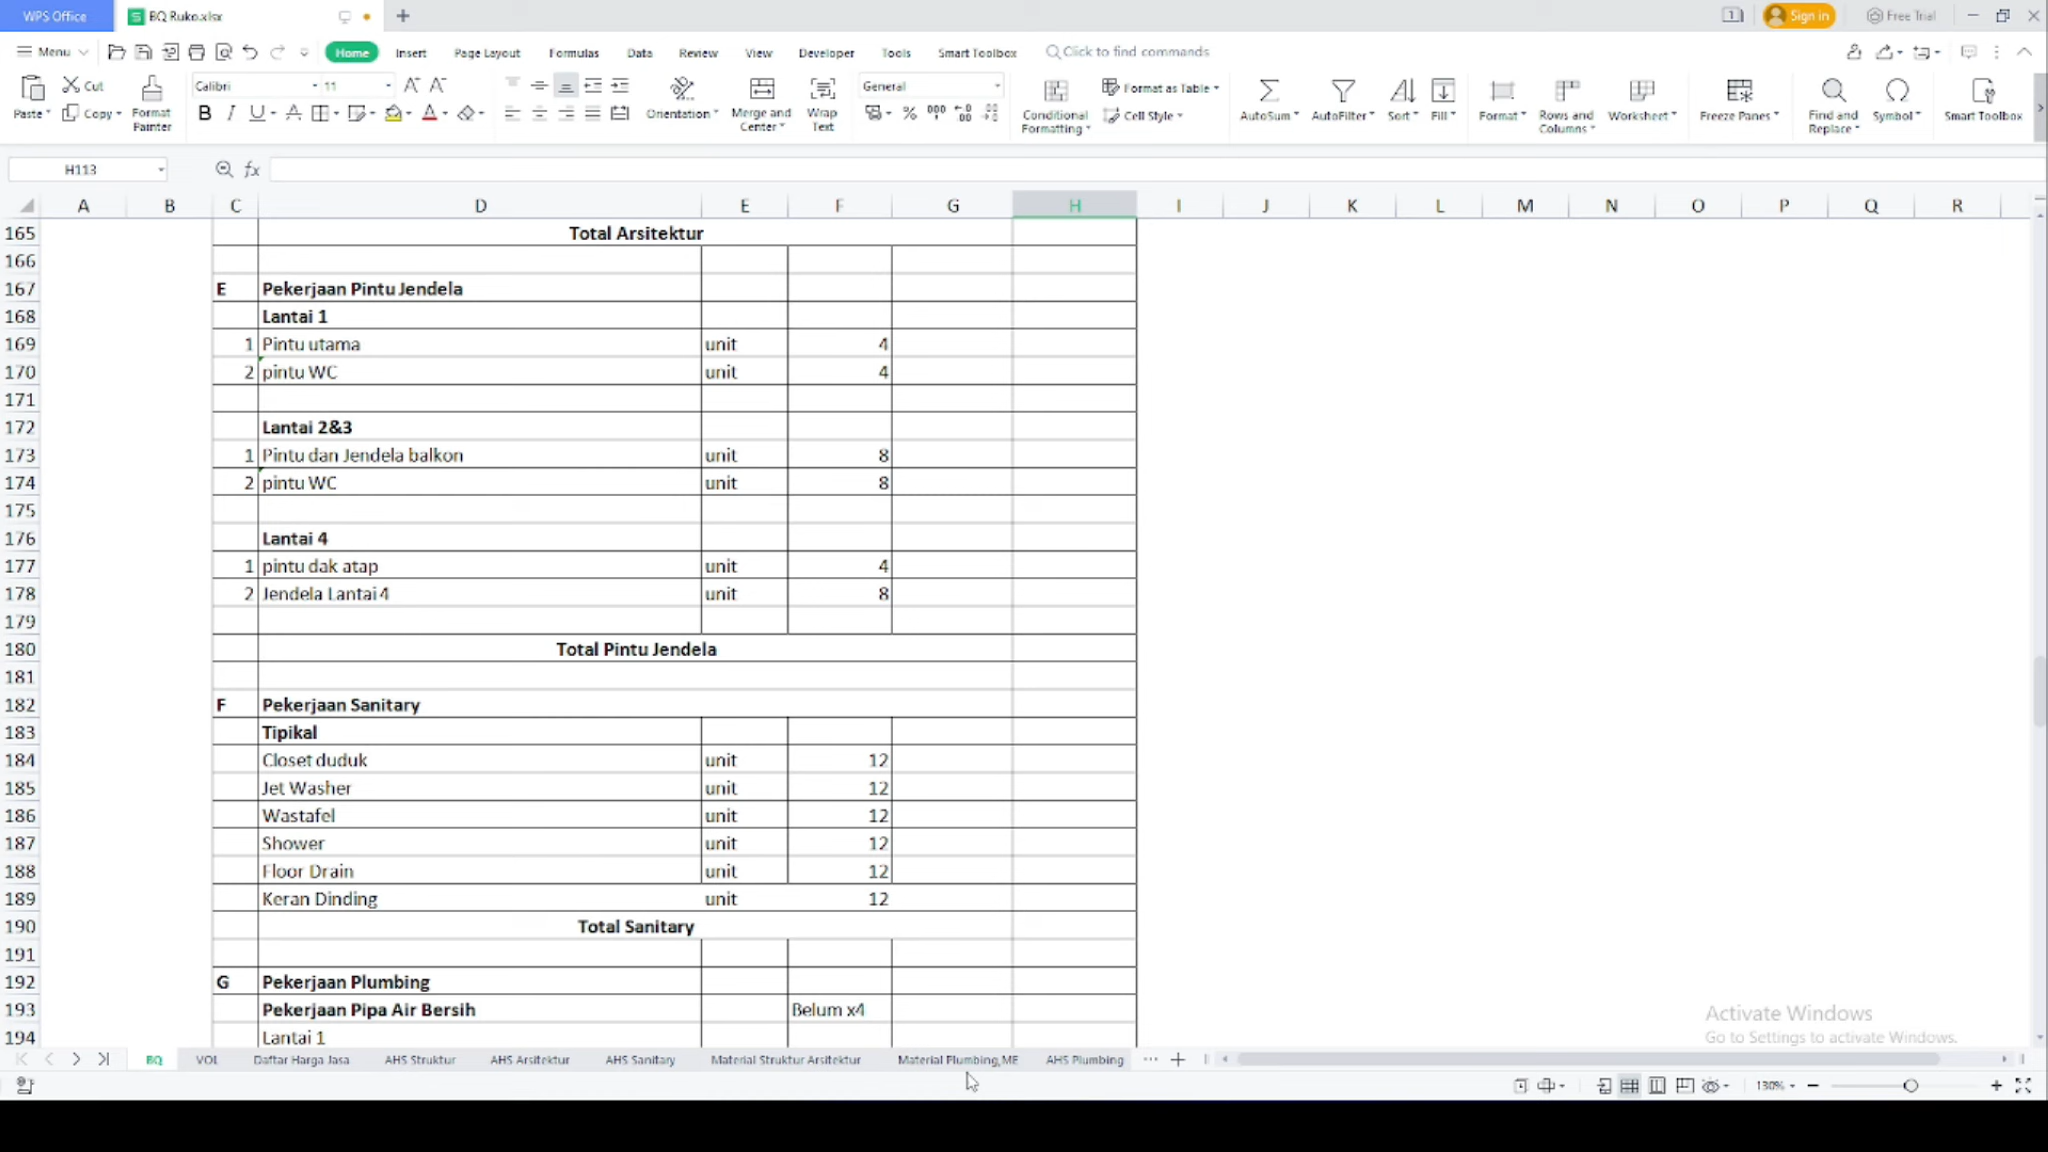 WPS Office BQ Ruko.xlsx Sign in Free Trial
Menu Home Insert Page Layout Formulas Data Review View Developer Tools Smart Toolbox Click to find commands
Paste Cut Copy Format Painter Calibri 11 B I U A Orientation Merge and Center Wrap Text General Conditional Formatting Format as Table Cell Style AutoSum AutoFilter Sort Fill Format Rows and Columns Worksheet Freeze Panes Find and Replace Symbol Smart Toolbox
H113 fx
A B C D E F G H I J K L M N O P Q R
165 Total Arsitektur
166
167 E Pekerjaan Pintu Jendela
168 Lantai 1
169 1 Pintu utama unit 4
170 2 pintu WC unit 4
171
172 Lantai 2&3
173 1 Pintu dan Jendela balkon unit 8
174 2 pintu WC unit 8
175
176 Lantai 4
177 1 pintu dak atap unit 4
178 2 Jendela Lantai 4 unit 8
179
180 Total Pintu Jendela
181
182 F Pekerjaan Sanitary
183 Tipikal
184 Closet duduk unit 12
185 Jet Washer unit 12
186 Wastafel unit 12
187 Shower unit 12
188 Floor Drain unit 12
189 Keran Dinding unit 12
190 Total Sanitary
191
192 G Pekerjaan Plumbing
193 Pekerjaan Pipa Air Bersih Belum x4
194 Lantai 1
Activate Windows
Go to Settings to activate Windows.
BQ VOL Daftar Harga Jasa AHS Struktur AHS Arsitektur AHS Sanitary Material Struktur Arsitektur Material Plumbing,ME AHS Plumbing
130%